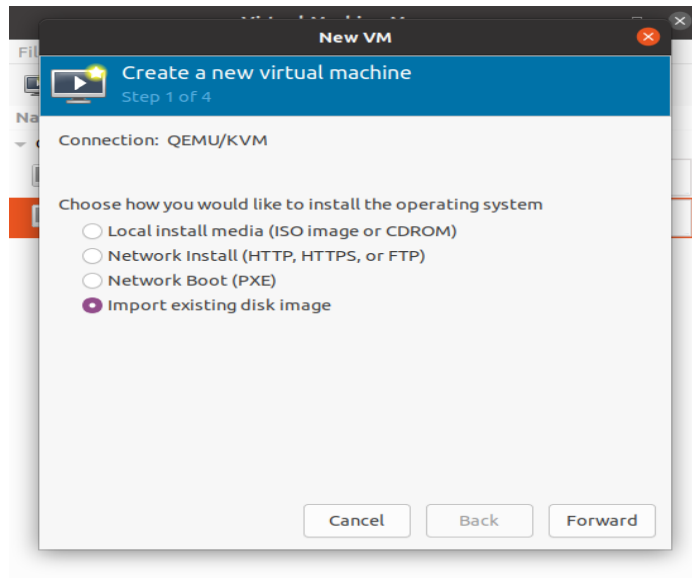 New VM
Fil
Create a new virtual machine
Step 1 of 4
Na
Connection: QEMU/KVM
Choose how you would like to install the operating system
Local install media (ISO image or CDROM)
Network Install (HTTP, HTTPS, or FTP)
Network Boot (PXE)
Import existing disk image
Cancel
Back
Forward